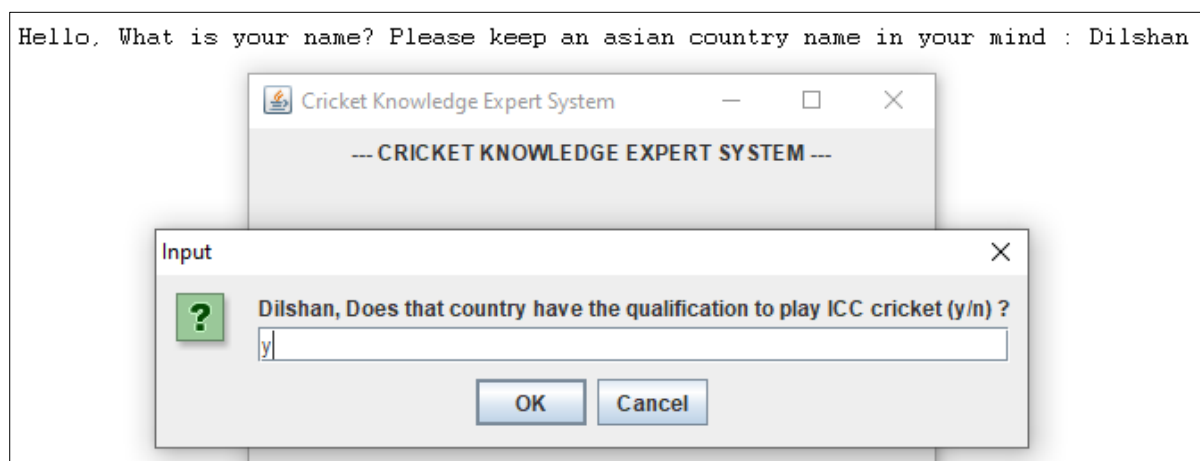 Hello, What is your name? Please keep an asian country name in your mind : Dilshan
Cricket Knowledge Expert System
--- CRICKET KNOWLEDGE EXPERT SYSTEM ---
Input
?
Dilshan, Does that country have the qualification to play ICC cricket (y/n) ?
y
OK Cancel